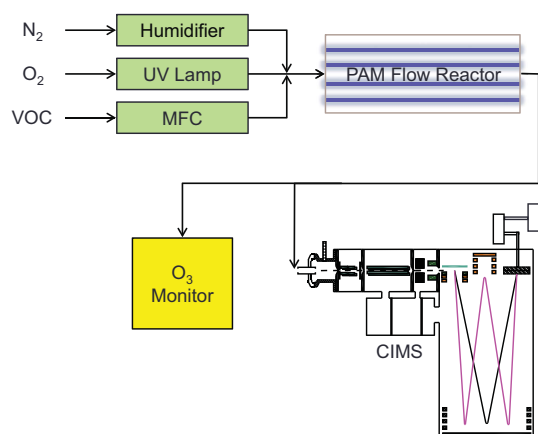 N2
Humidifier
O2
UV Lamp
PAM Flow Reactor
VOC
MFC
O3
Monitor
CIMS